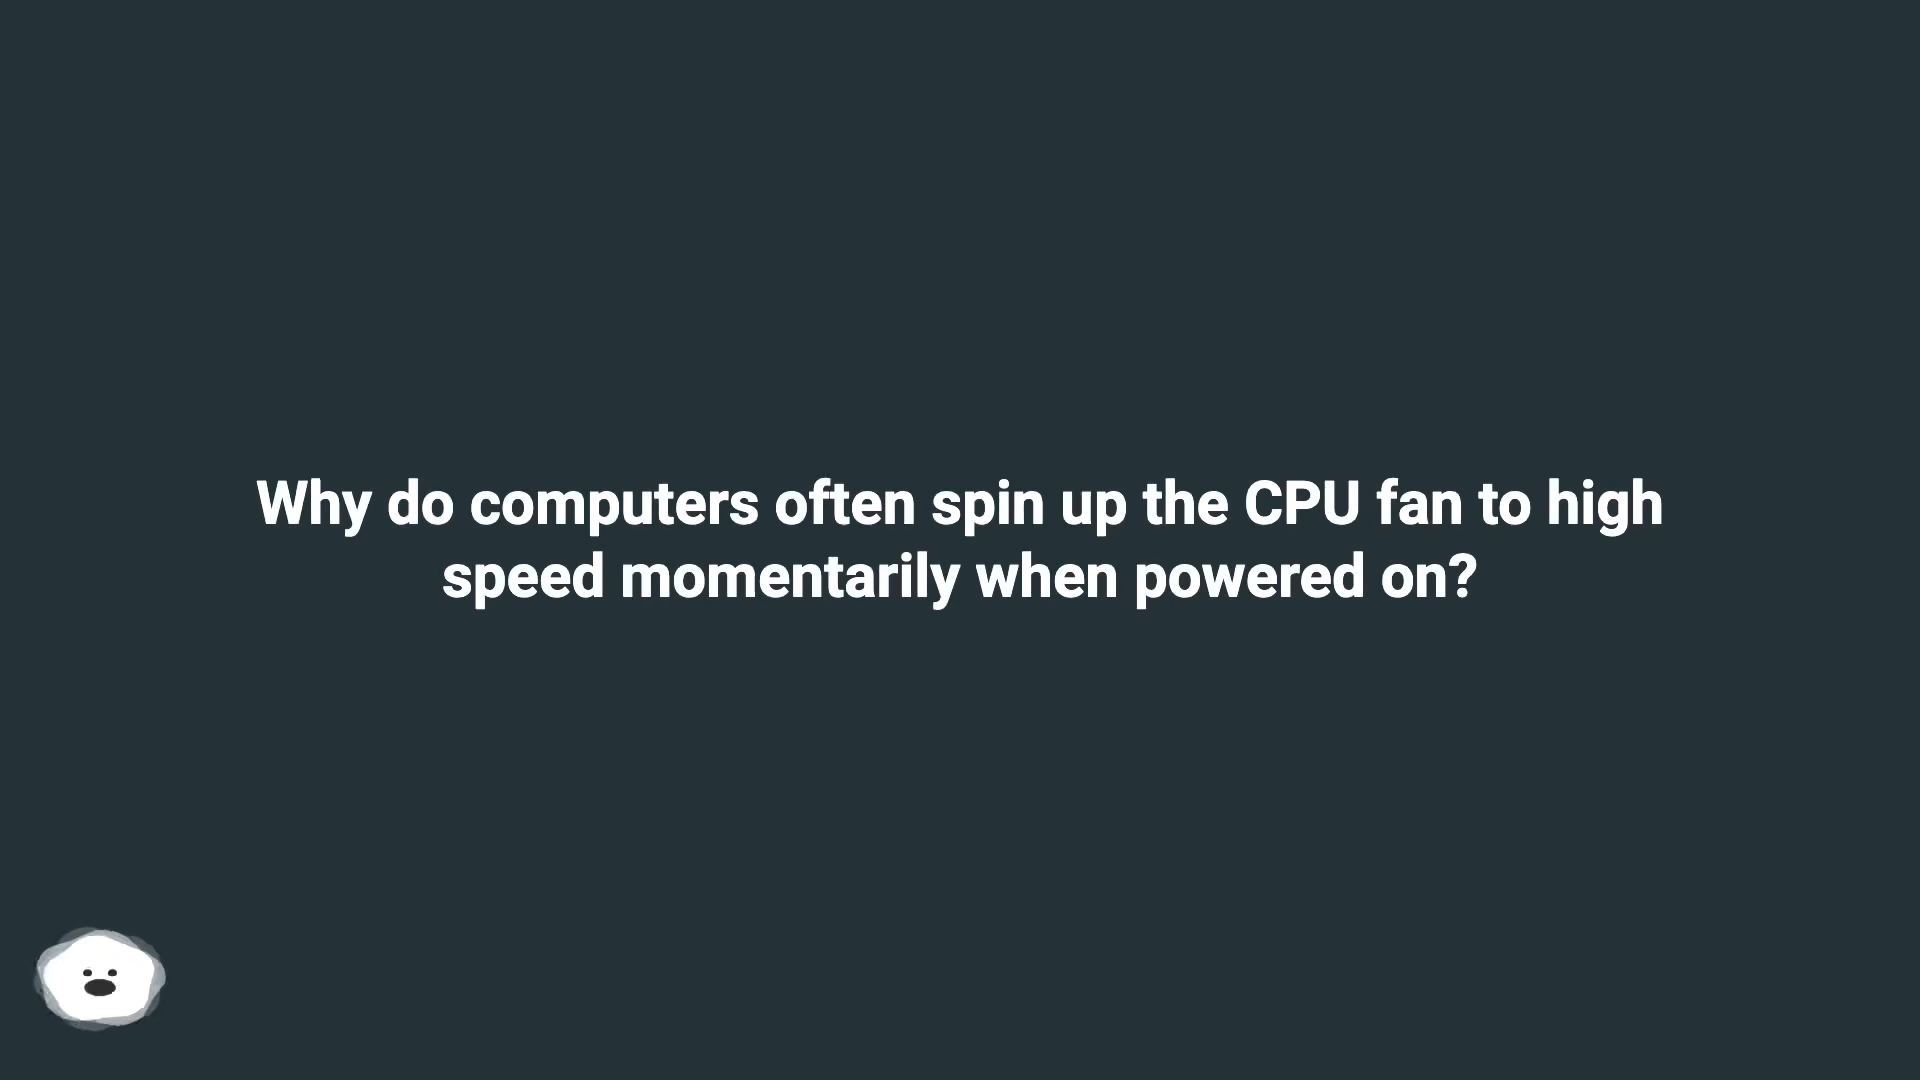 Why do computers often spin up the CPU fan to high
speed momentarily when powered on?